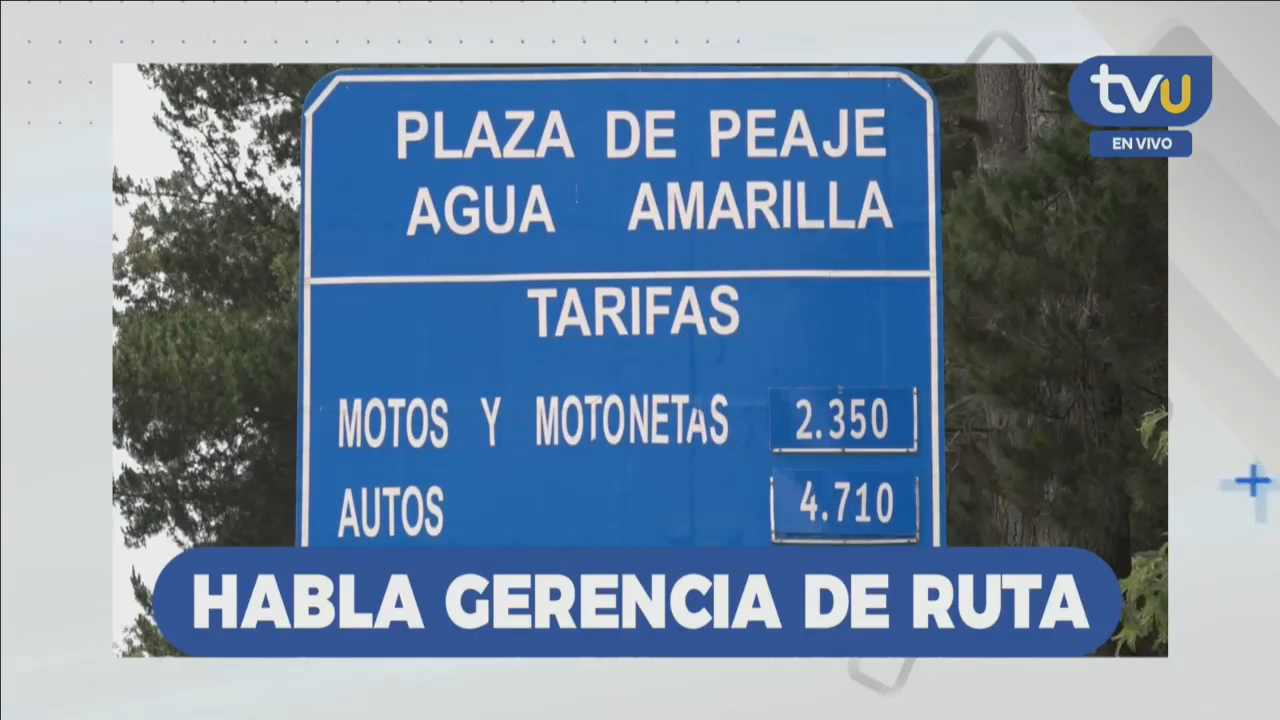 PLAZA DE PEAJE
AGUA AMARILLA
TARIFAS
MOTOS Y MOTONETAS 2.350
AUTOS 4.710
tvu
EN VIVO
HABLA GERENCIA DE RUTA